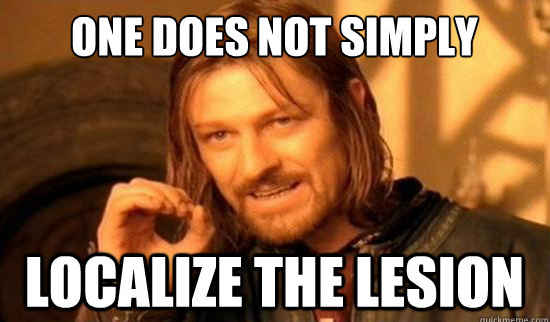 ONE DOES NOT SIMPLY
LOCALIZE THE LESION
quickmeme.com